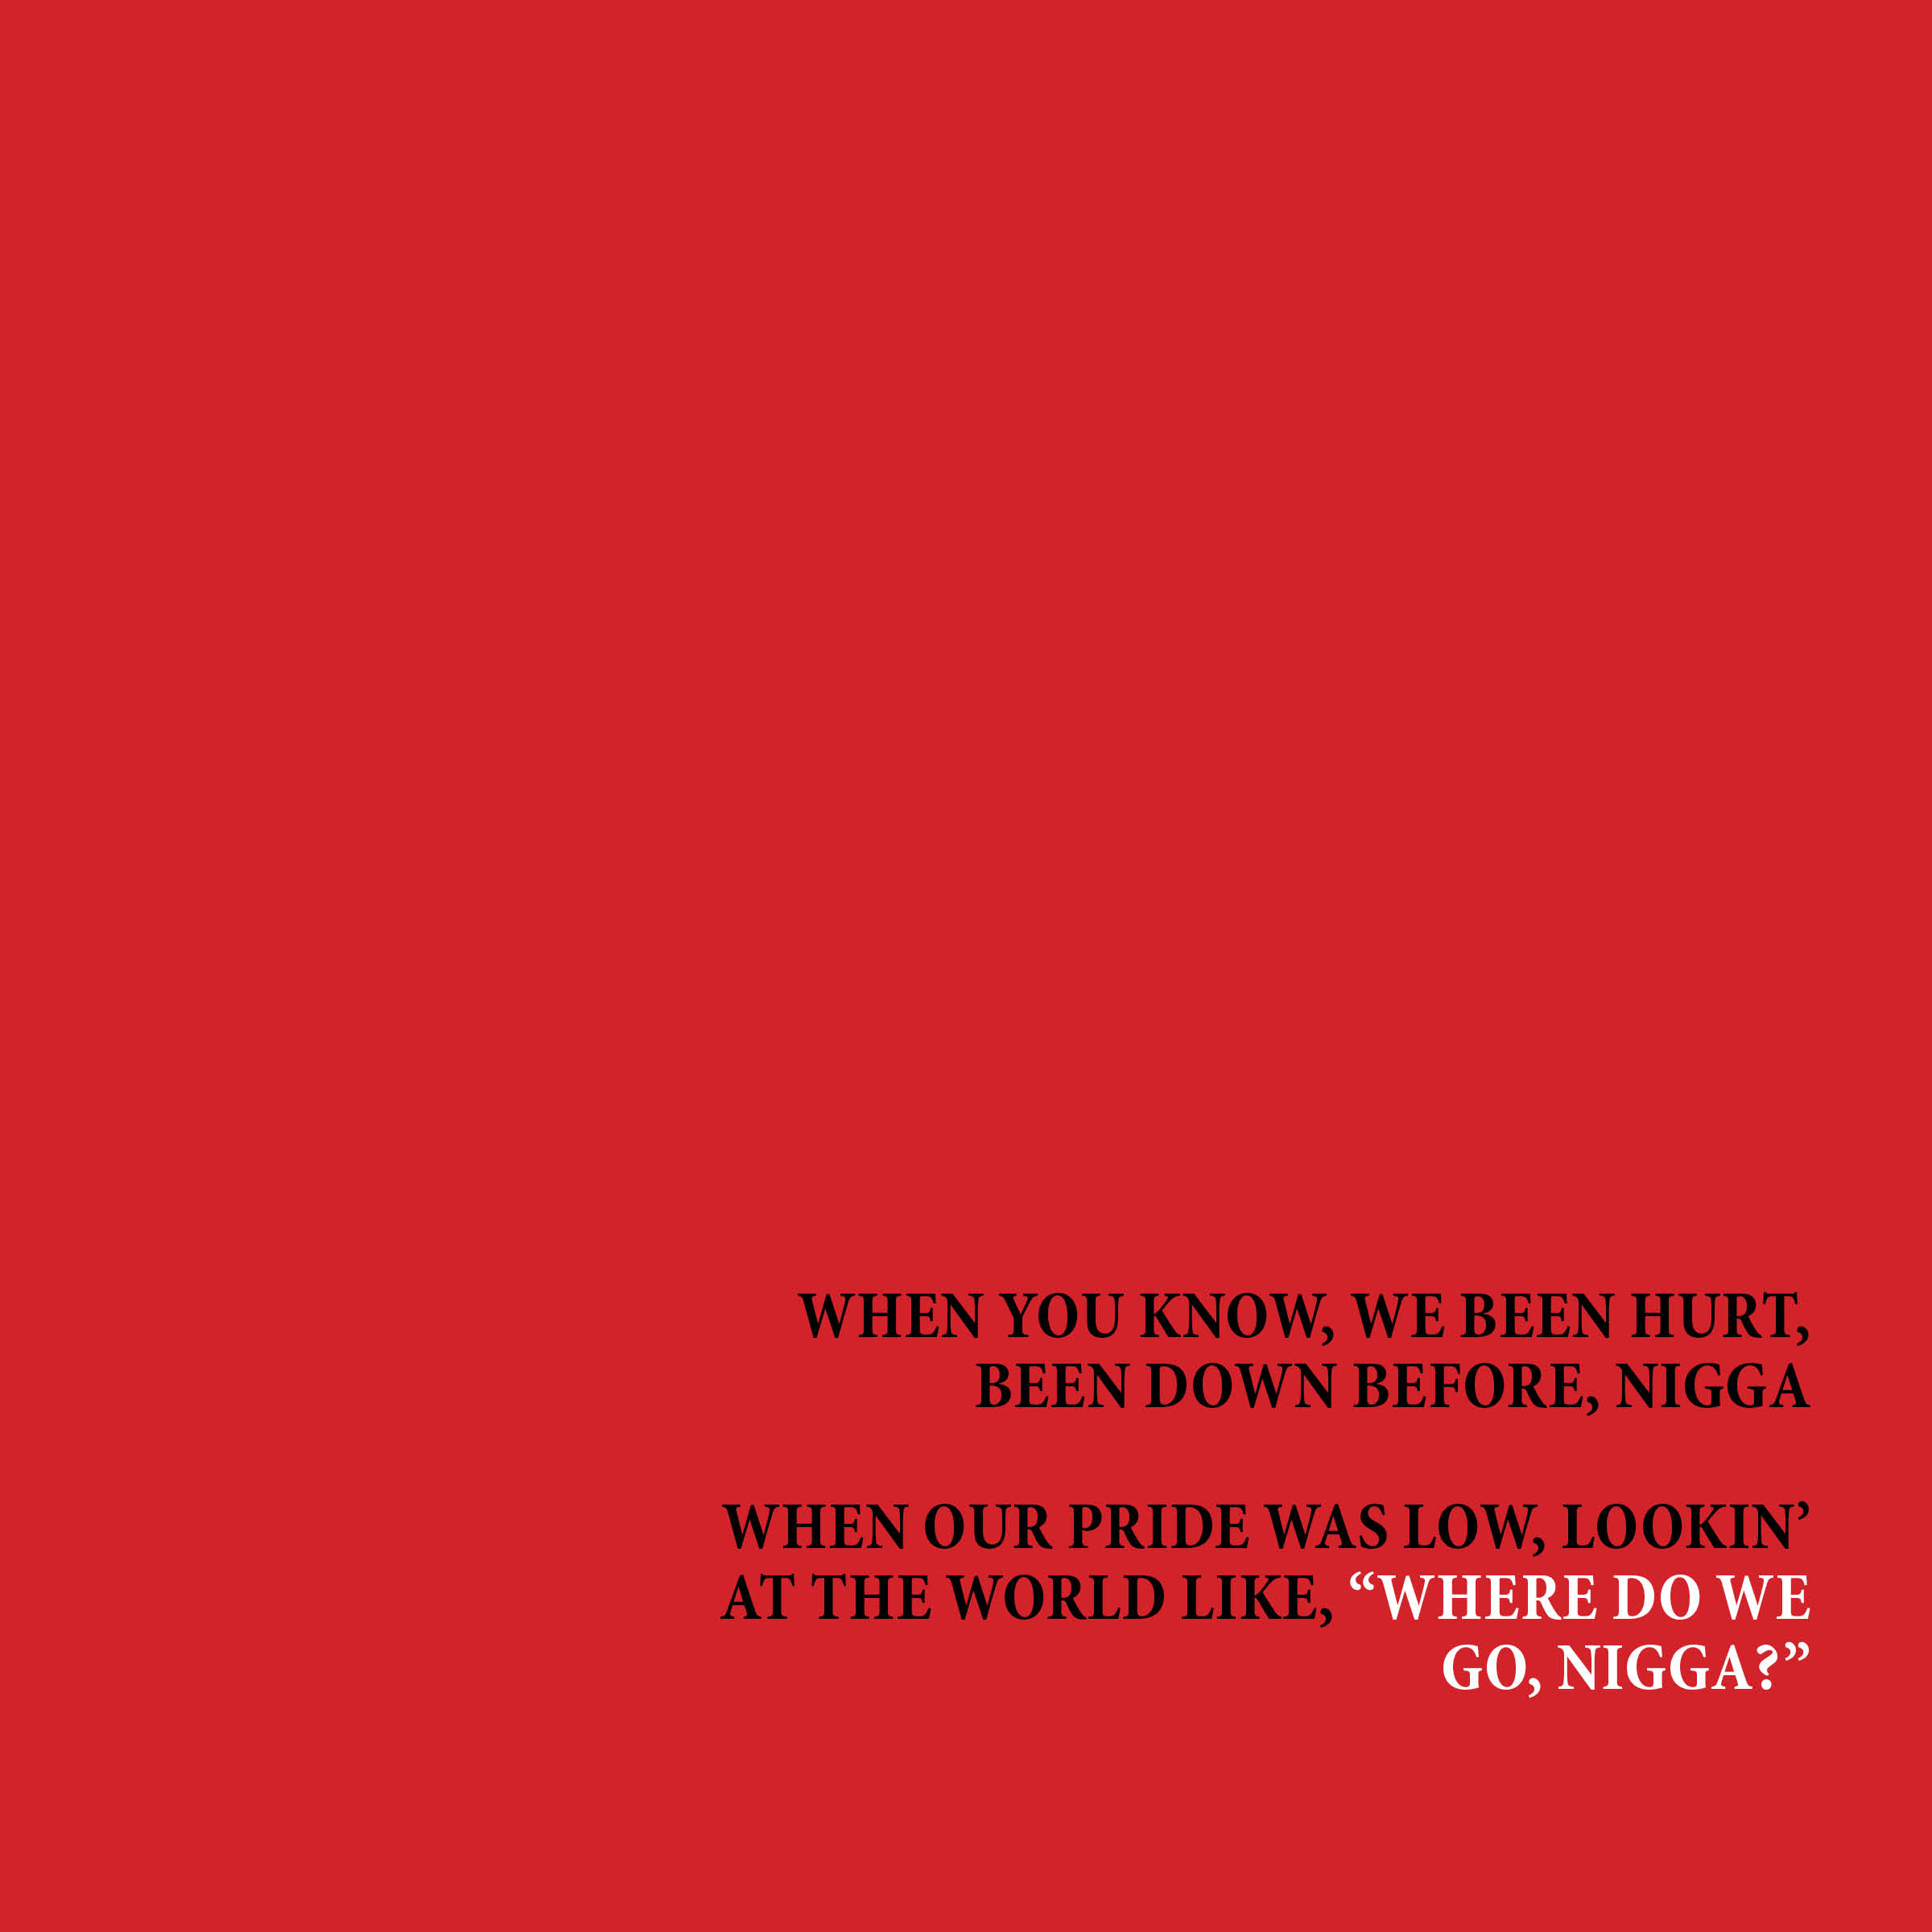 WHEN YOU KNOW, WE BEEN HURT,
BEEN DOWN BEFORE, NIGGA
WHEN OUR PRIDE WAS LOW, LOOKIN’
AT THE WORLD LIKE, “WHERE DO WE
GO, NIGGA?”